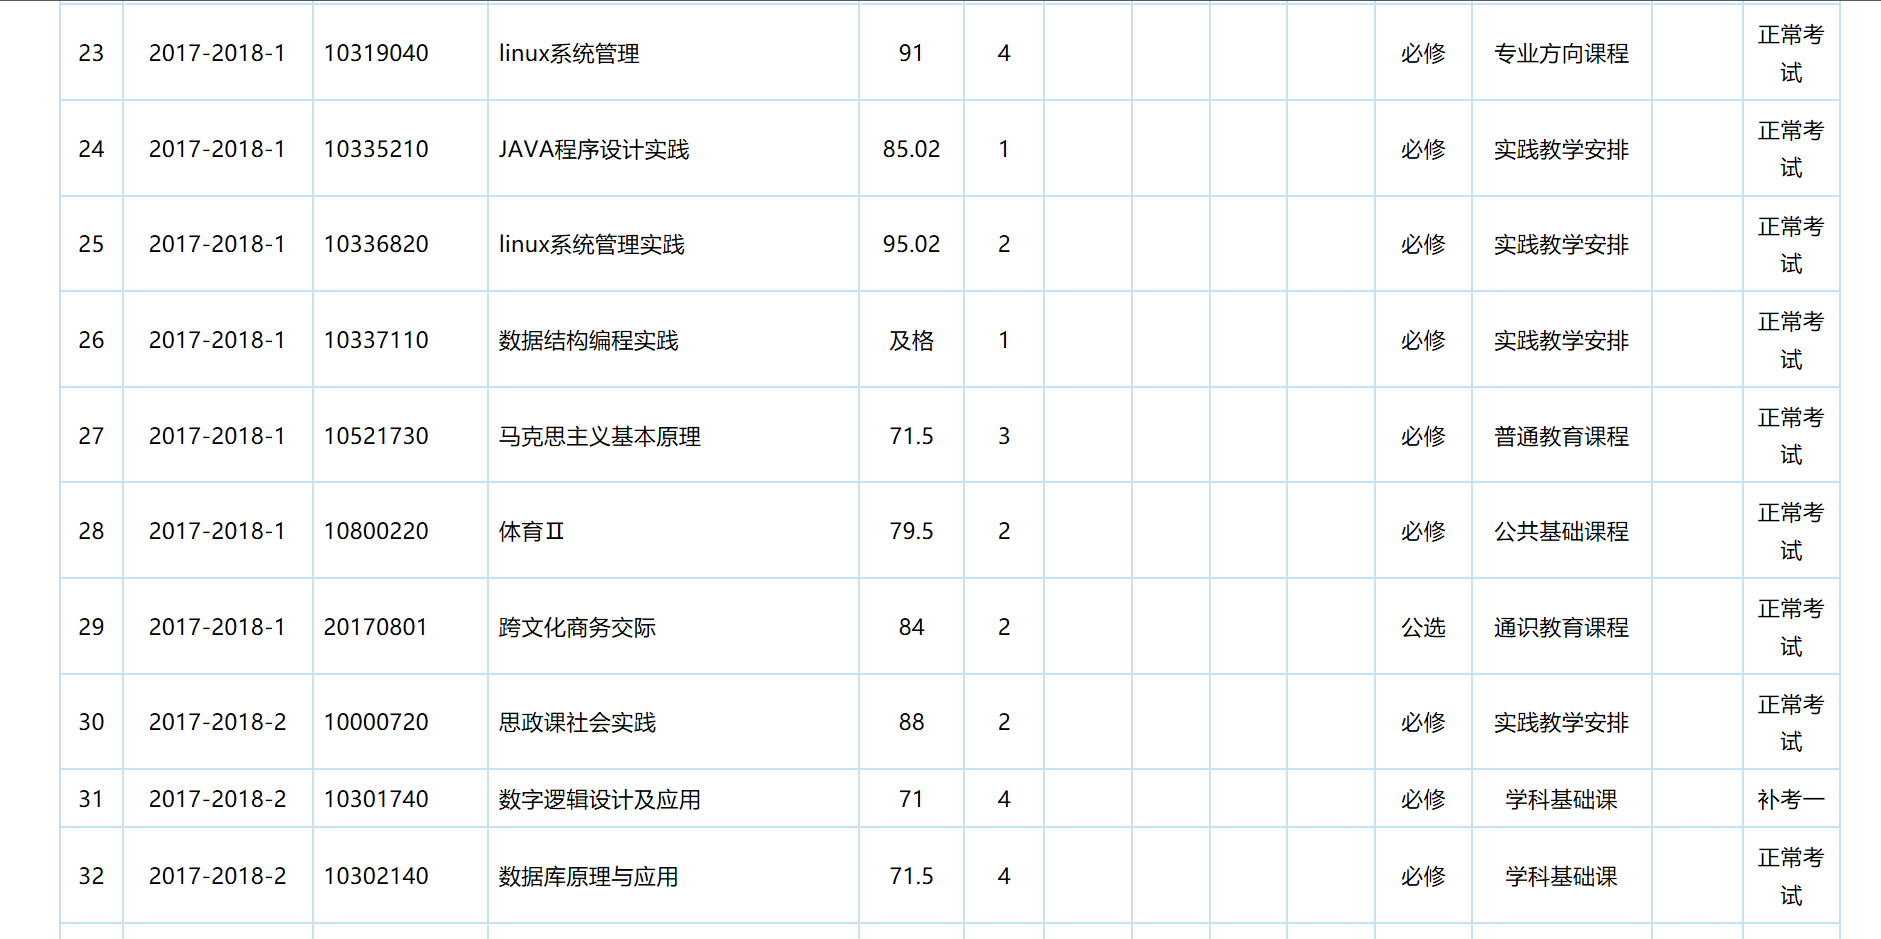 23 2017-2018-1 10319040 linux系统管理 91 4 必修 专业方向课程 正常考
试
24 2017-2018-1 10335210 JAVA程序设计实践 85.02 1 必修 实践教学安排 正常考
试
25 2017-2018-1 10336820 linux系统管理实践 95.02 2 必修 实践教学安排 正常考
试
26 2017-2018-1 10337110 数据结构编程实践 及格 1 必修 实践教学安排 正常考
试
27 2017-2018-1 10521730 马克思主义基本原理 71.5 3 必修 普通教育课程 正常考
试
28 2017-2018-1 10800220 体育Ⅱ 79.5 2 必修 公共基础课程 正常考
试
29 2017-2018-1 20170801 跨文化商务交际 84 2 公选 通识教育课程 正常考
试
30 2017-2018-2 10000720 思政课社会实践 88 2 必修 实践教学安排 正常考
试
31 2017-2018-2 10301740 数字逻辑设计及应用 71 4 必修 学科基础课 补考一
32 2017-2018-2 10302140 数据库原理与应用 71.5 4 必修 学科基础课 正常考
试